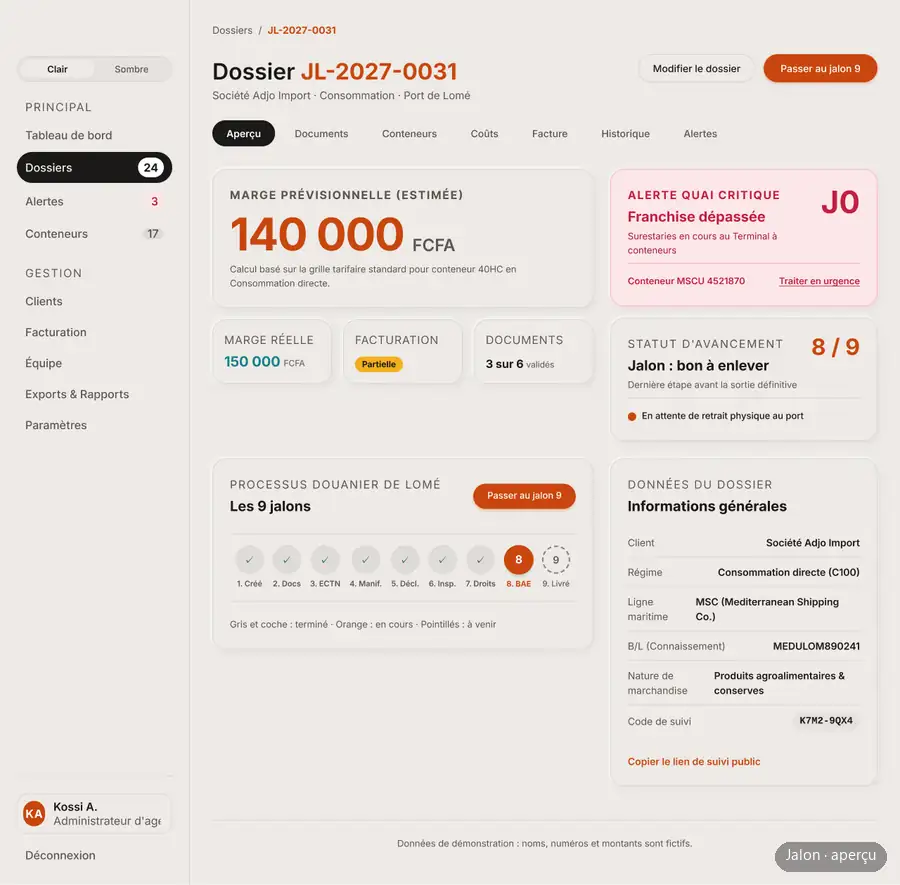 Clair
Sombre
PRINCIPAL
Tableau de bord
Dossiers 24
Alertes 3
Conteneurs 17
GESTION
Clients
Facturation
Équipe
Exports & Rapports
Paramètres
KA
Kossi A.
Administrateur d'age
Déconnexion
Dossiers / JL-2027-0031
Dossier JL-2027-0031
Société Adjo Import · Consommation · Port de Lomé
Modifier le dossier
Passer au jalon 9
Aperçu
Documents
Conteneurs
Coûts
Facture
Historique
Alertes
MARGE PRÉVISIONNELLE (ESTIMÉE)
140 000 FCFA
Calcul basé sur la grille tarifaire standard pour conteneur 40HC en
Consommation directe.
ALERTE QUAI CRITIQUE
J0
Franchise dépassée
Surestaries en cours au Terminal à
conteneurs
Conteneur MSCU 4521870
Traiter en urgence
MARGE RÉELLE
150 000 FCFA
FACTURATION
Partielle
DOCUMENTS
3 sur 6 validés
STATUT D'AVANCEMENT
8 / 9
Jalon : bon à enlever
Dernière étape avant la sortie définitive
En attente de retrait physique au port
PROCESSUS DOUANIER DE LOMÉ
Les 9 jalons
Passer au jalon 9
✓ ✓ ✓ ✓ ✓ ✓ ✓ 8 9
1. Créé 2. Docs 3. ECTN 4. Manif. 5. Décl. 6. Insp. 7. Droits 8. BAE 9. Livré
Gris et coche : terminé · Orange : en cours · Pointillés : à venir
DONNÉES DU DOSSIER
Informations générales
Client Société Adjo Import
Régime Consommation directe (C100)
Ligne
maritime
MSC (Mediterranean Shipping
Co.)
B/L (Connaissement) MEDULOM890241
Nature de
marchandise
Produits agroalimentaires &
conserves
Code de suivi K7M2-9QX4
Copier le lien de suivi public
Données de démonstration : noms, numéros et montants sont fictifs.
Jalon · aperçu